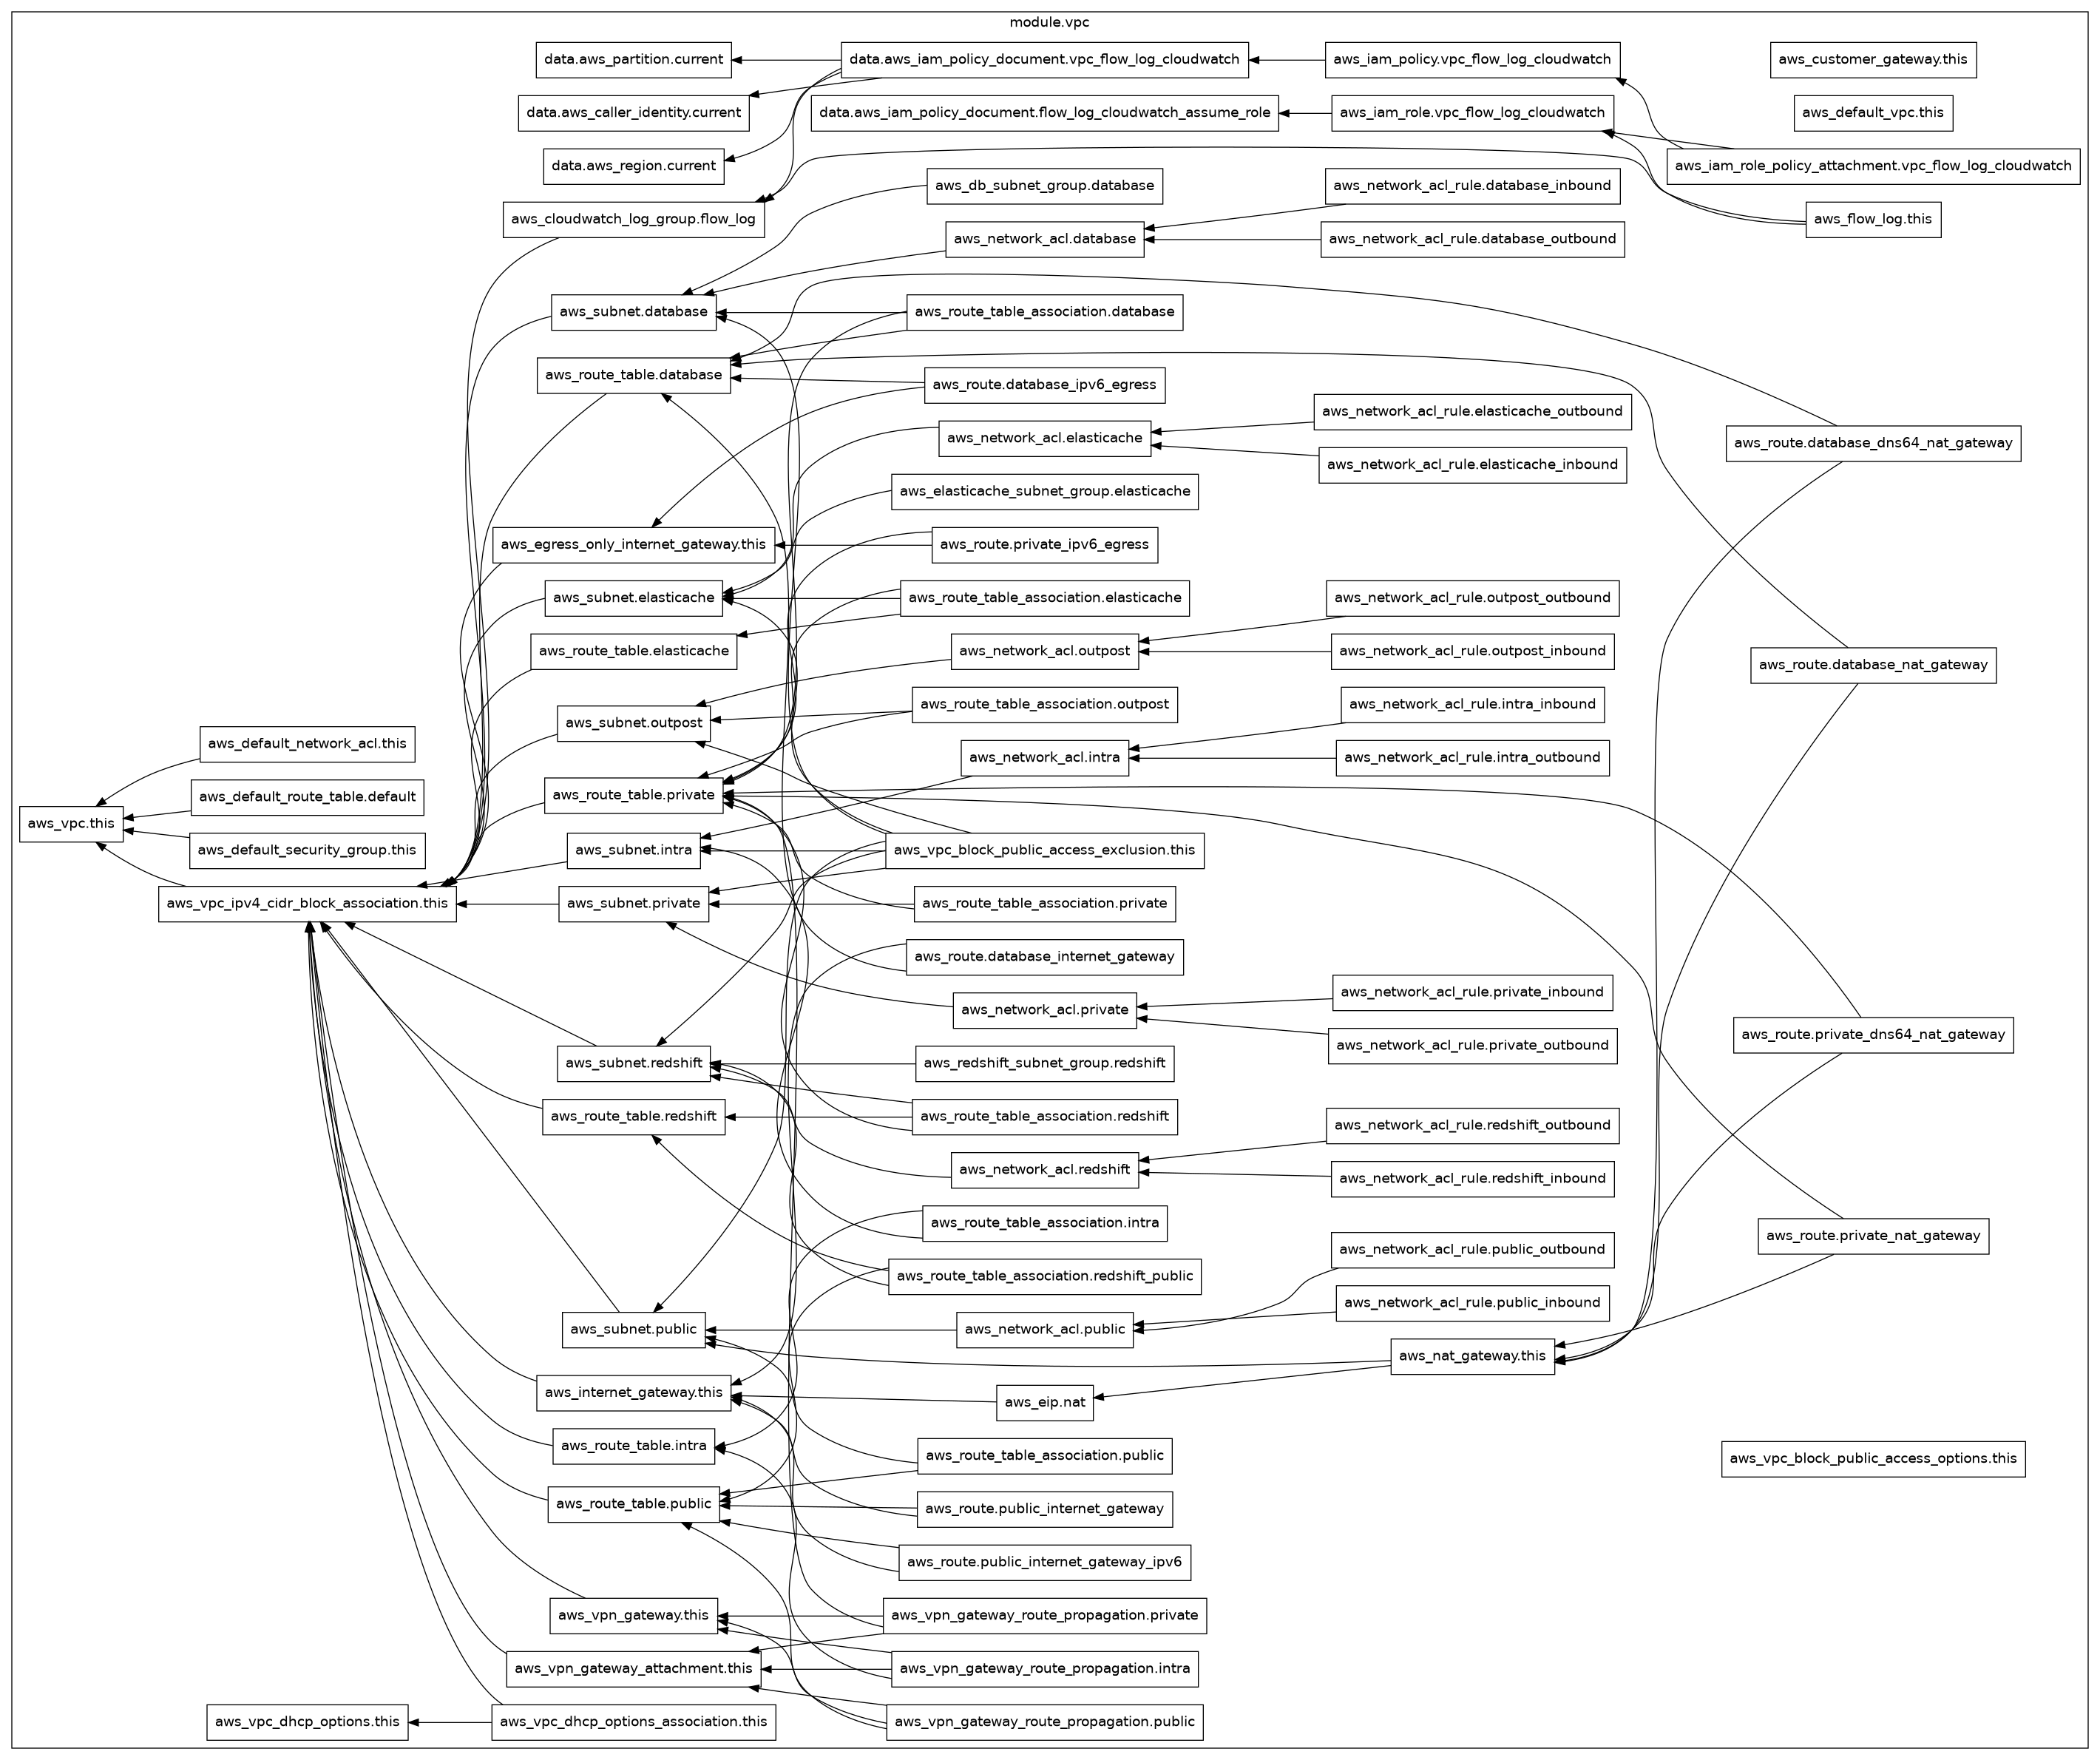 module.vpc
data.aws_partition.current
data.aws_iam_policy_document.vpc_flow_log_cloudwatch
aws_iam_policy.vpc_flow_log_cloudwatch
aws_customer_gateway.this
data.aws_caller_identity.current
data.aws_iam_policy_document.flow_log_cloudwatch_assume_role
aws_iam_role.vpc_flow_log_cloudwatch
aws_default_vpc.this
data.aws_region.current
aws_iam_role_policy_attachment.vpc_flow_log_cloudwatch
aws_db_subnet_group.database
aws_network_acl_rule.database_inbound
aws_cloudwatch_log_group.flow_log
aws_flow_log.this
aws_network_acl.database
aws_network_acl_rule.database_outbound
aws_subnet.database
aws_route_table_association.database
aws_route_table.database
aws_route.database_ipv6_egress
aws_network_acl_rule.elasticache_outbound
aws_network_acl.elasticache
aws_route.database_dns64_nat_gateway
aws_network_acl_rule.elasticache_inbound
aws_elasticache_subnet_group.elasticache
aws_egress_only_internet_gateway.this
aws_route.private_ipv6_egress
aws_subnet.elasticache
aws_route_table_association.elasticache
aws_network_acl_rule.outpost_outbound
aws_route_table.elasticache
aws_network_acl.outpost
aws_network_acl_rule.outpost_inbound
aws_route.database_nat_gateway
aws_subnet.outpost
aws_route_table_association.outpost
aws_network_acl_rule.intra_inbound
aws_default_network_acl.this
aws_network_acl.intra
aws_network_acl_rule.intra_outbound
aws_default_route_table.default
aws_route_table.private
aws_vpc.this
aws_default_security_group.this
aws_subnet.intra
aws_vpc_block_public_access_exclusion.this
aws_vpc_ipv4_cidr_block_association.this
aws_subnet.private
aws_route_table_association.private
aws_route.database_internet_gateway
aws_network_acl_rule.private_inbound
aws_network_acl.private
aws_route.private_dns64_nat_gateway
aws_network_acl_rule.private_outbound
aws_subnet.redshift
aws_redshift_subnet_group.redshift
aws_route_table.redshift
aws_route_table_association.redshift
aws_network_acl_rule.redshift_outbound
aws_network_acl.redshift
aws_network_acl_rule.redshift_inbound
aws_route_table_association.intra
aws_route.private_nat_gateway
aws_network_acl_rule.public_outbound
aws_route_table_association.redshift_public
aws_network_acl_rule.public_inbound
aws_subnet.public
aws_network_acl.public
aws_nat_gateway.this
aws_internet_gateway.this
aws_eip.nat
aws_route_table.intra
aws_route_table_association.public
aws_vpc_block_public_access_options.this
aws_route_table.public
aws_route.public_internet_gateway
aws_route.public_internet_gateway_ipv6
aws_vpn_gateway.this
aws_vpn_gateway_route_propagation.private
aws_vpn_gateway_attachment.this
aws_vpn_gateway_route_propagation.intra
aws_vpc_dhcp_options.this
aws_vpc_dhcp_options_association.this
aws_vpn_gateway_route_propagation.public